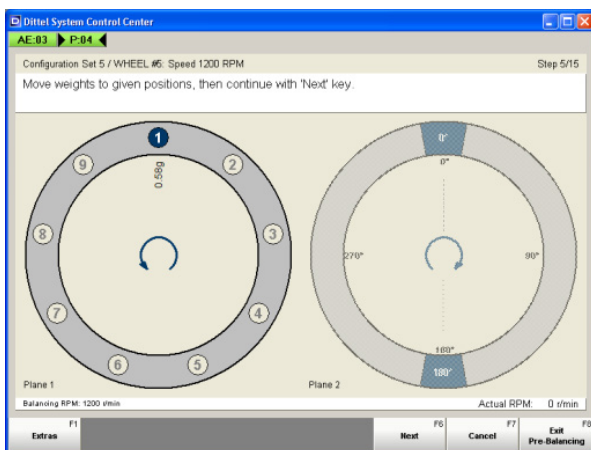 Dittel System Control Center
AE:03 P:04
Configuration Set 5 / WHEEL #5: Speed 1200 RPM Step 5/15
Move weights to given positions, then continue with 'Next' key.
1
2
3
4
5
6
7
8
9
0.58g
Plane 1
0°
0°
90°
180°
180°
270°
Plane 2
Balancing RPM: 1200 r/min Actual RPM: 0 r/min
F1 F6 F7 F8
Extras Next Cancel Exit
Pre-Balancing